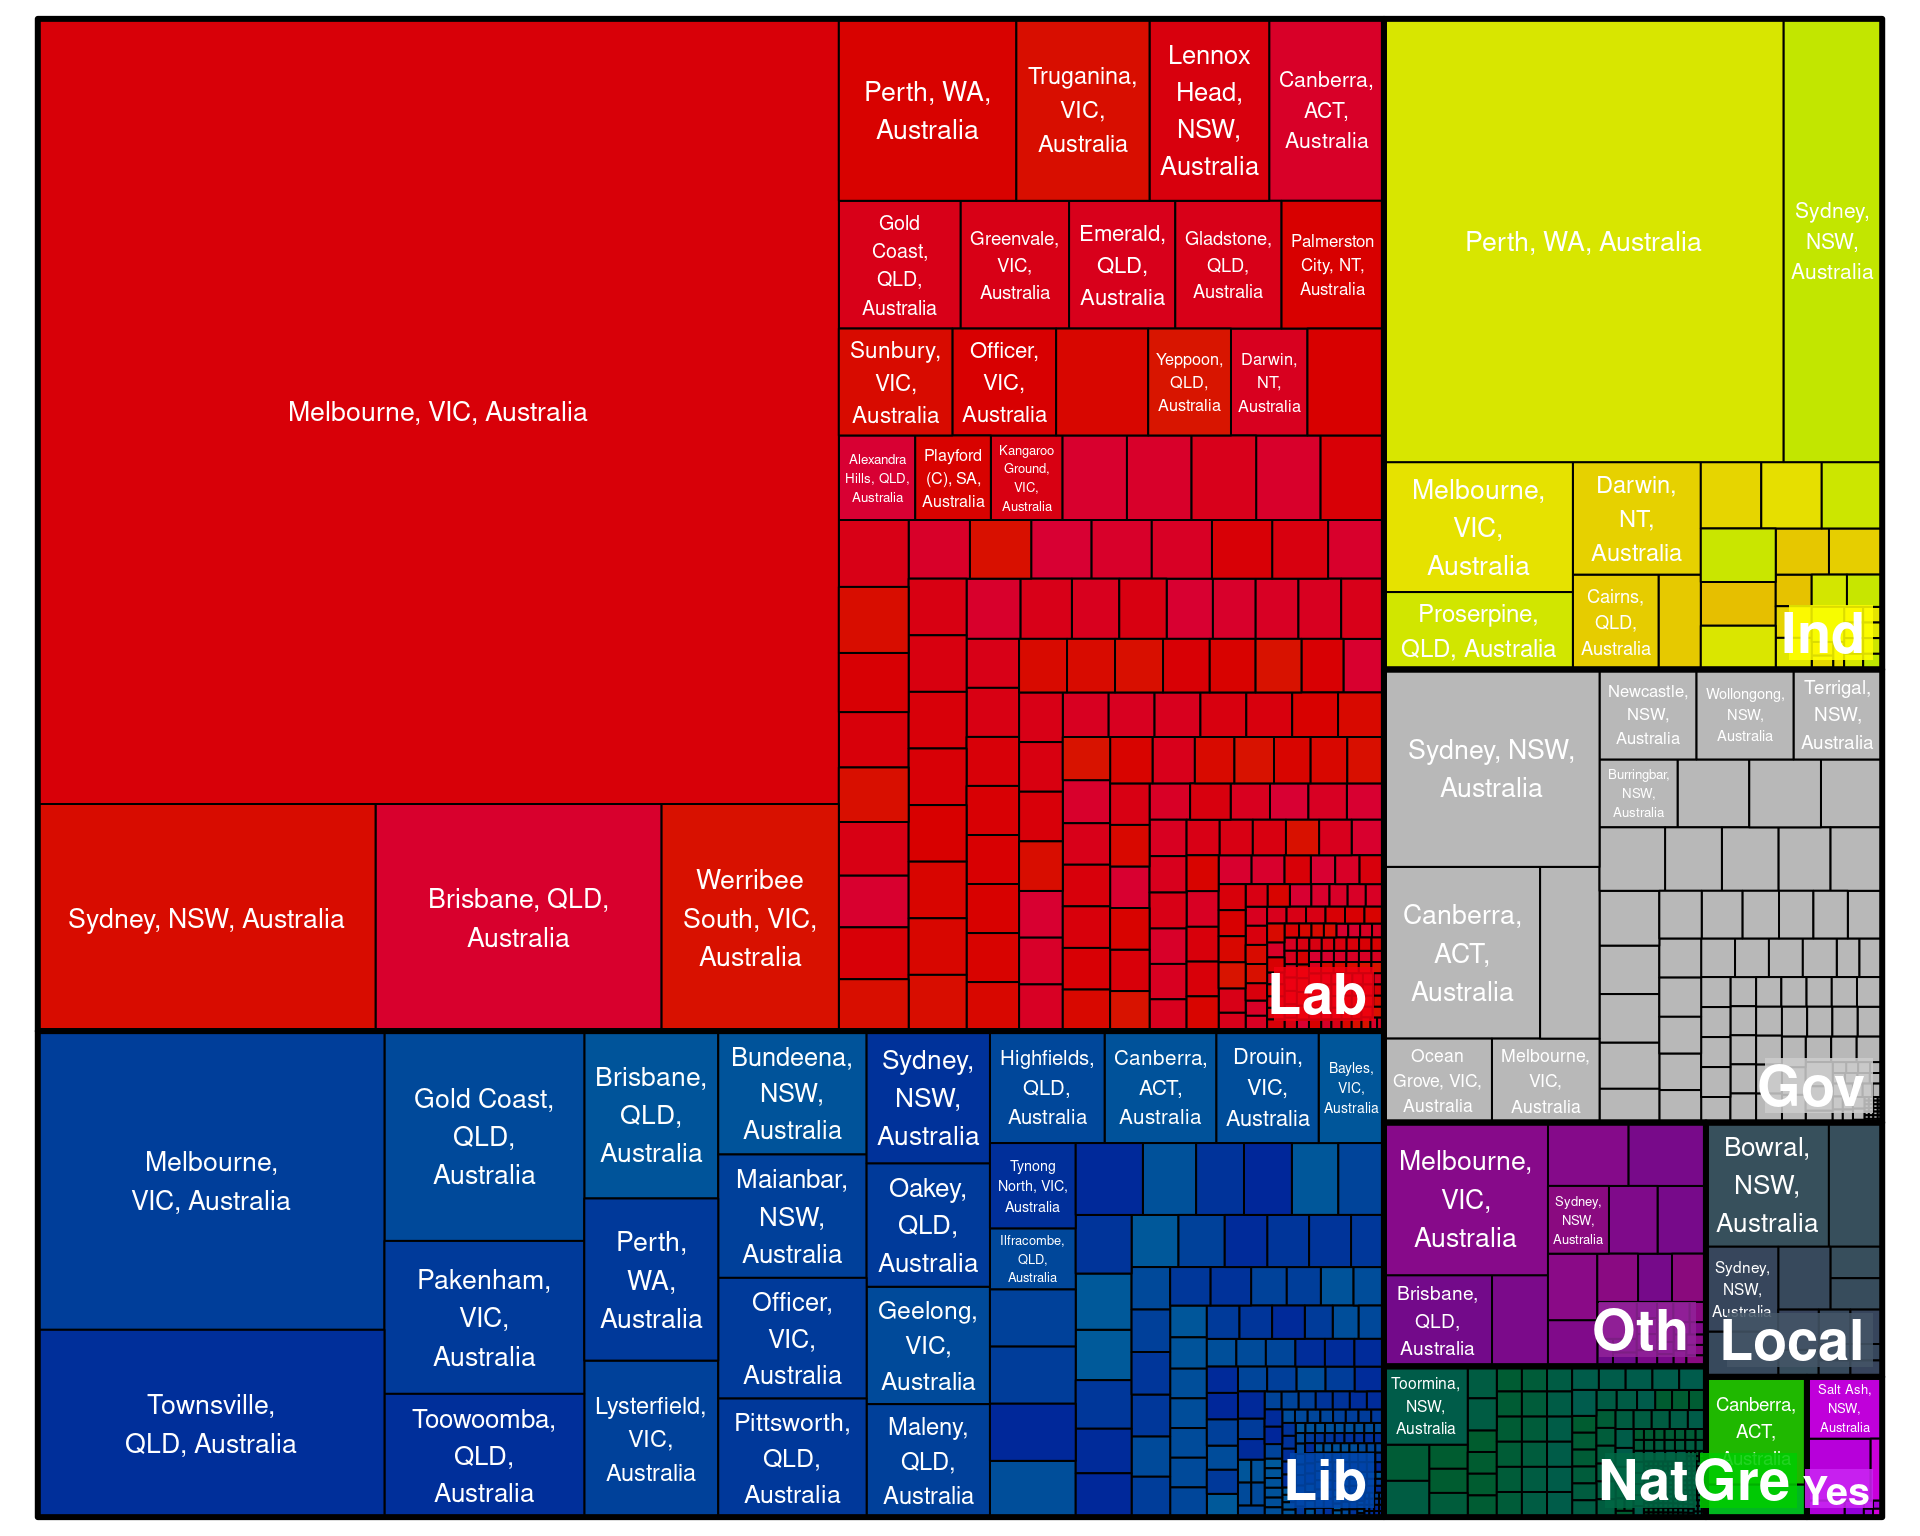 Melbourne, VIC, Australia
Sydney, NSW, Australia
Brisbane, QLD,
Australia
Werribee
South, VIC,
Australia
Perth, WA,
Australia
Truganina,
VIC,
Australia
Lennox
Head,
NSW,
Australia
Canberra,
ACT,
Australia
Gold
Coast,
QLD,
Australia
Greenvale,
VIC,
Australia
Emerald,
QLD,
Australia
Gladstone,
QLD,
Australia
Palmerston
City, NT,
Australia
Sunbury,
VIC,
Australia
Officer,
VIC,
Australia
Yeppoon,
QLD,
Australia
Darwin,
NT,
Australia
Alexandra
Hills, QLD,
Australia
Playford
(C), SA,
Australia
Kangaroo
Ground,
VIC,
Australia
Lab
Melbourne,
VIC, Australia
Townsville,
QLD, Australia
Gold Coast,
QLD,
Australia
Pakenham,
VIC,
Australia
Toowoomba,
QLD,
Australia
Brisbane,
QLD,
Australia
Perth,
WA,
Australia
Lysterfield,
VIC,
Australia
Bundeena,
NSW,
Australia
Maianbar,
NSW,
Australia
Officer,
VIC,
Australia
Pittsworth,
QLD,
Australia
Sydney,
NSW,
Australia
Oakey,
QLD,
Australia
Geelong,
VIC,
Australia
Maleny,
QLD,
Australia
Highfields,
QLD,
Australia
Canberra,
ACT,
Australia
Drouin,
VIC,
Australia
Bayles,
VIC,
Australia
Tynong
North, VIC,
Australia
Ilfracombe,
QLD,
Australia
Lib
Perth, WA, Australia
Sydney,
NSW,
Australia
Melbourne,
VIC,
Australia
Proserpine,
QLD, Australia
Darwin,
NT,
Australia
Cairns,
QLD,
Australia
Ind
Sydney, NSW,
Australia
Canberra,
ACT,
Australia
Ocean
Grove, VIC,
Australia
Melbourne,
VIC,
Australia
Newcastle,
NSW,
Australia
Wollongong,
NSW,
Australia
Terrigal,
NSW,
Australia
Burringbar,
NSW,
Australia
Gov
Melbourne,
VIC,
Australia
Brisbane,
QLD,
Australia
Sydney,
NSW,
Australia
Oth
Bowral,
NSW,
Australia
Sydney,
NSW,
Australia
Local
Toormina,
NSW,
Australia
Nat
Canberra,
ACT,
Australia
Gre
Salt Ash,
NSW,
Australia
Yes